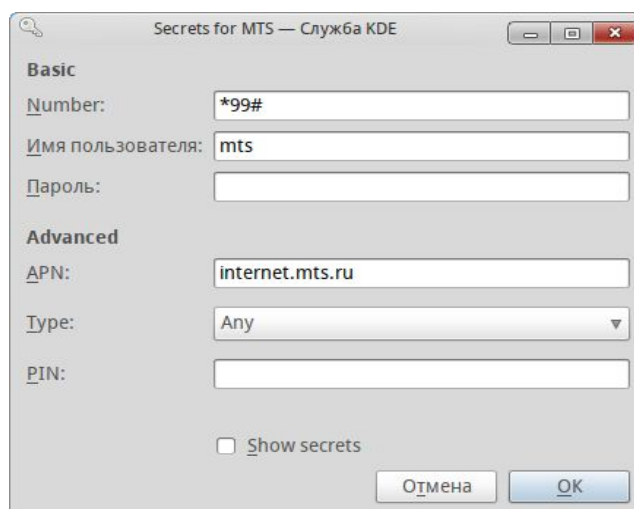 Secrets for MTS — Служба KDE
Basic
Number: *99#
Имя пользователя: mts
Пароль:
Advanced
APN: internet.mts.ru
Type: Any
PIN:
Show secrets
Отмена OK